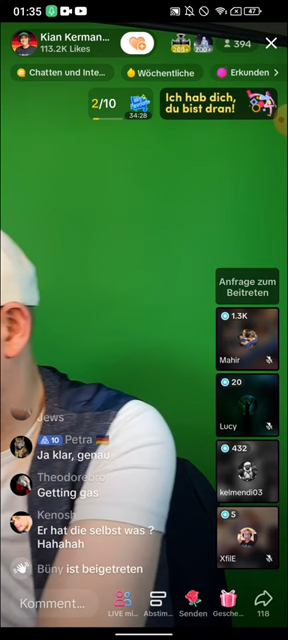 01:35
47
Kian Kerman...
113.2K Likes
200+
700+
394
Chatten und Inte...
Wöchentliche
Erkunden
2/10
34:28
Ich hab dich,
du bist dran!
Anfrage zum
Beitreten
1.3K
Mahir
20
Lucy
432
kelmendi03
5
XfilE
Jews
10 Petra
Ja klar, genau
Theodorebro
Getting gas
Kenosh
Er hat die selbst was ?
Hahahah
Büny ist beigetreten
Komment...
LIVE mi...
Abstim...
Senden
Gesche...
118